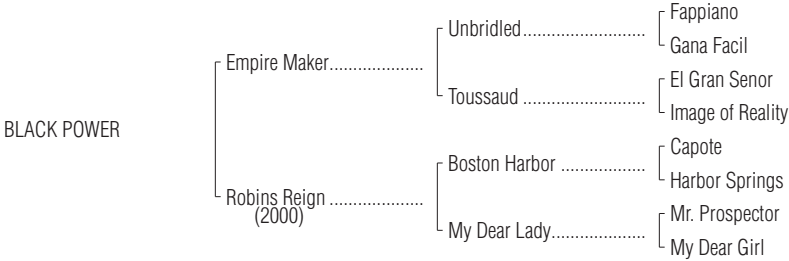 Fappiano
Unbridled..........................
Gana Facil
Empire Maker....................
El Gran Senor
Toussaud ..........................
Image of Reality
BLACK POWER
Capote
Boston Harbor ..................
Harbor Springs
Robins Reign ....................
(2000)
Mr. Prospector
My Dear Lady....................
My Dear Girl